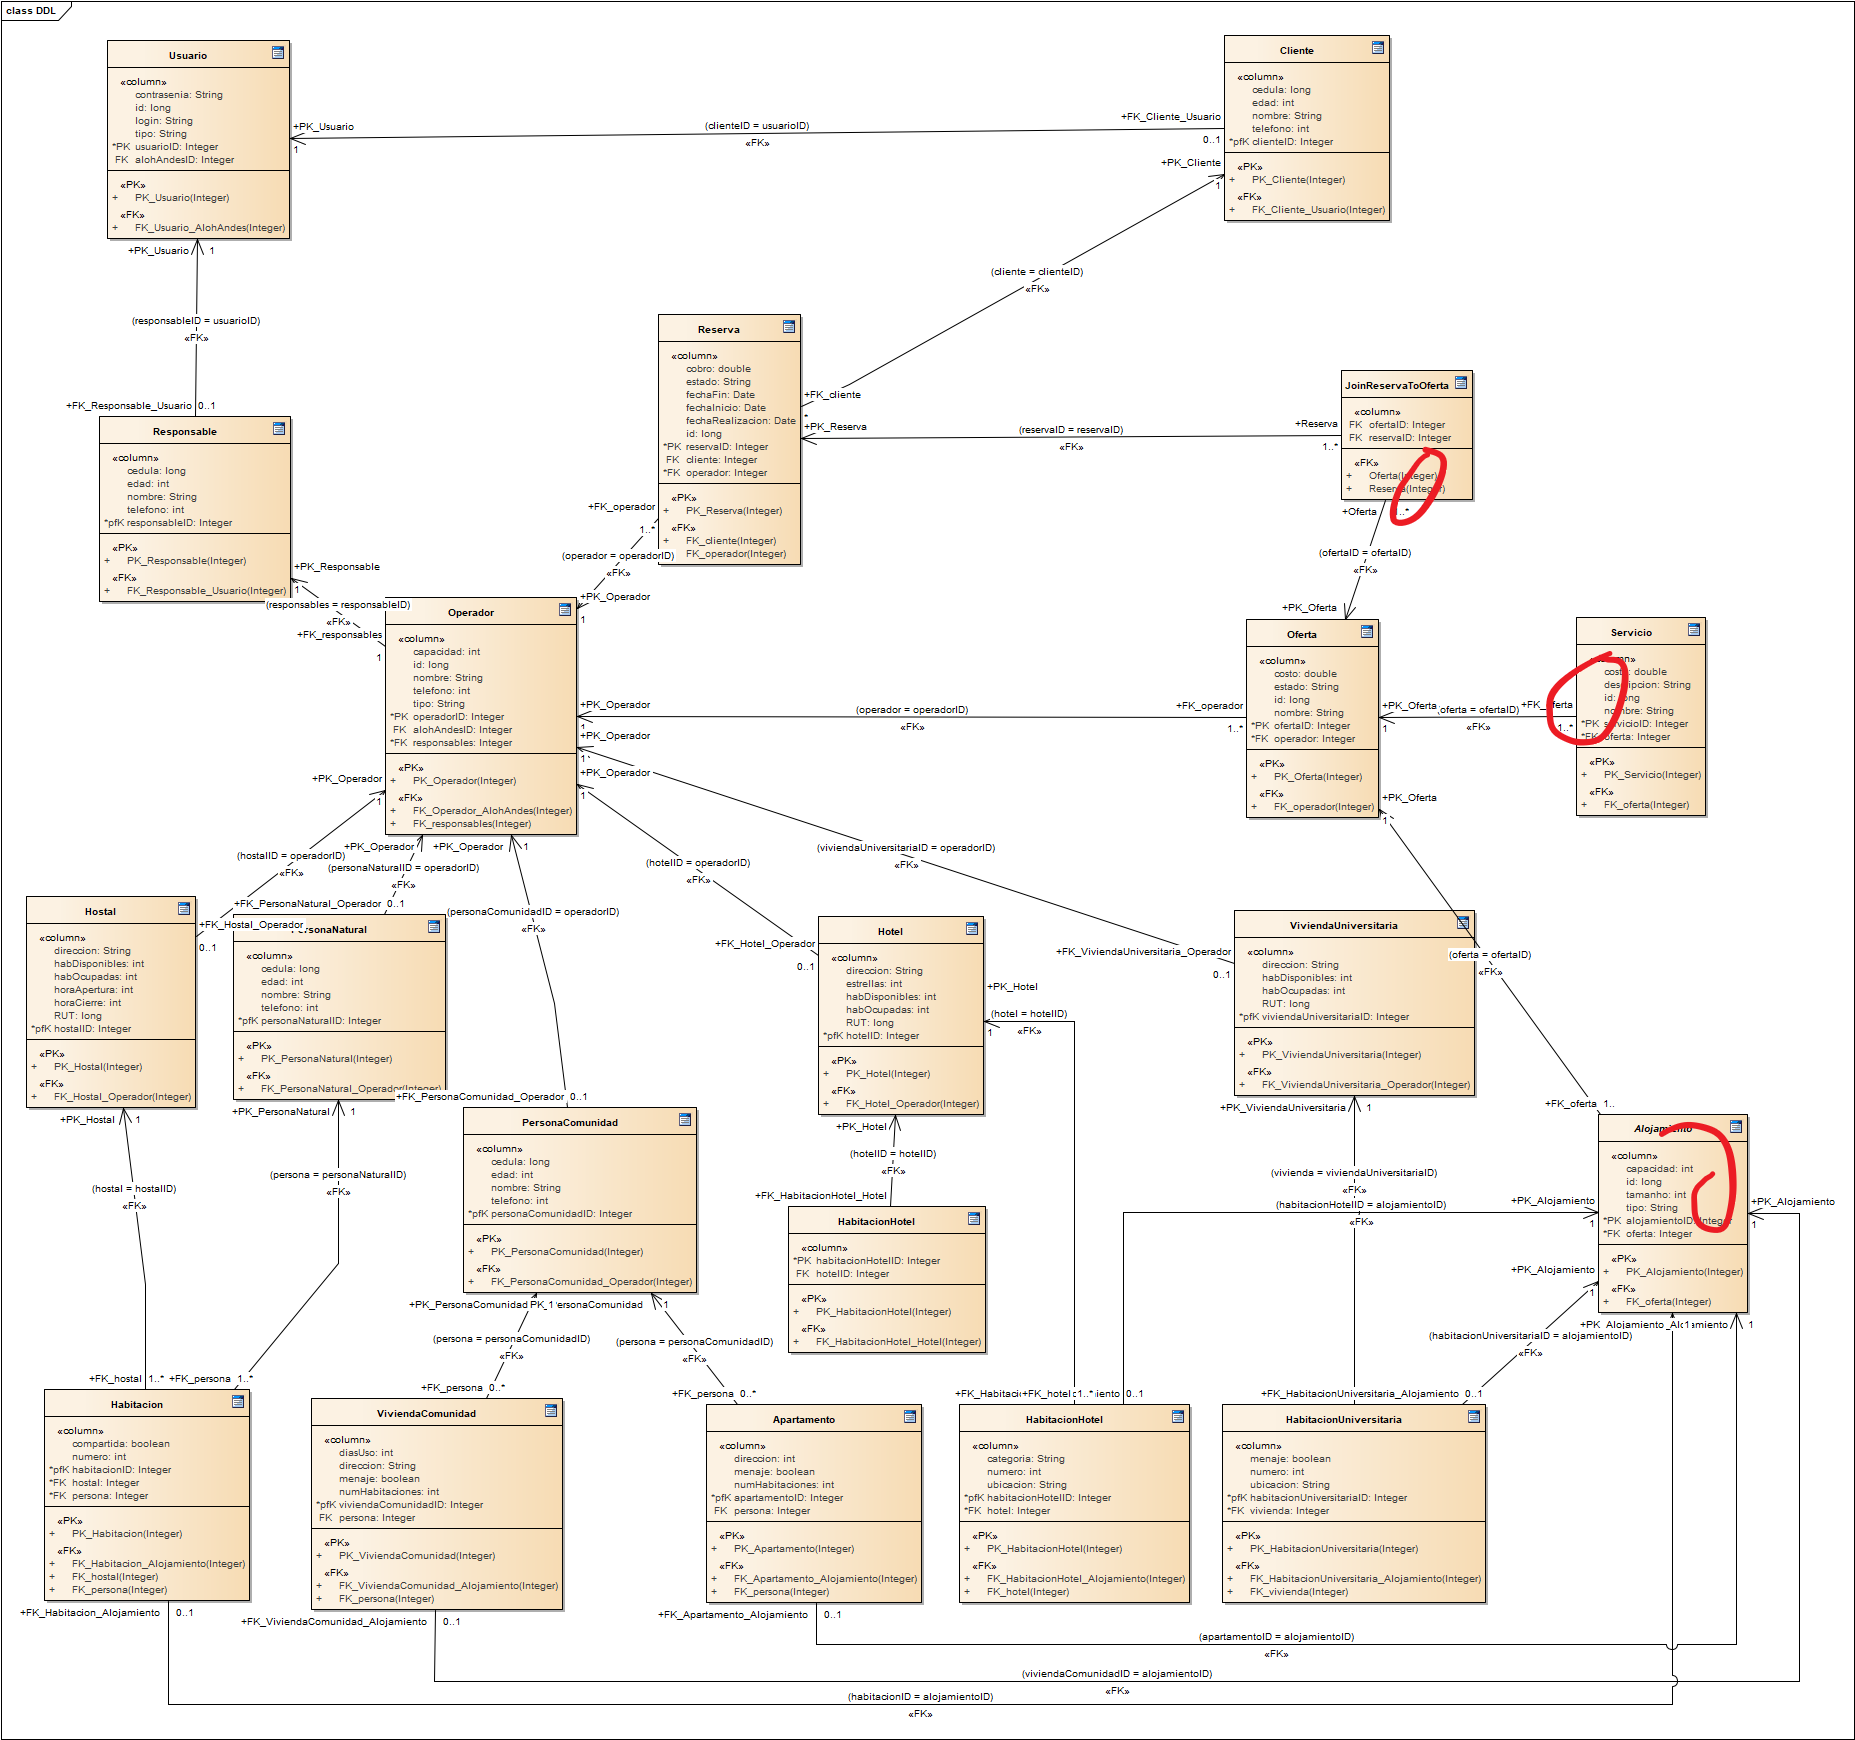 class DDL
Usuario
«column»
contrasenia: String
id: long
login: String
tipo: String
*PK usuarioID: Integer
FK alohAndesID: Integer
«PK»
+ PK_Usuario(Integer)
«FK»
+ FK_Usuario_AlohAndes(Integer)
Cliente
«column»
cedula: long
edad: int
nombre: String
telefono: int
*pfK clienteID: Integer
«PK»
+ PK_Cliente(Integer)
«FK»
+ FK_Cliente_Usuario(Integer)
+PK_Usuario
1
(clienteID = usuarioID)
«FK»
+FK_Cliente_Usuario
0..1
+PK_Cliente
1
(cliente = clienteID)
«FK»
+FK_cliente
*
+PK_Usuario 1
(responsableID = usuarioID)
«FK»
+FK_Responsable_Usuario 0..1
Responsable
«column»
cedula: long
edad: int
nombre: String
telefono: int
*pfK responsableID: Integer
«PK»
+ PK_Responsable(Integer)
«FK»
+ FK_Responsable_Usuario(Integer)
Reserva
«column»
cobro: double
estado: String
fechaFin: Date
fechaInicio: Date
fechaRealizacion: Date
id: long
*PK reservaID: Integer
FK cliente: Integer
*FK operador: Integer
«PK»
+ PK_Reserva(Integer)
«FK»
+ FK_cliente(Integer)
FK_operador(Integer)
JoinReservaToOferta
«column»
FK ofertaID: Integer
FK reservaID: Integer
«FK»
+ Oferta(Integer)
+ Reserva(Integer)
+PK_Reserva
(reservaID = reservaID)
«FK»
+Reserva
1..*
+Oferta
..*
(ofertaID = ofertaID)
«FK»
+PK_Oferta
+FK_operador
1..*
(operador = operadorID)
«FK»
+PK_Operador
1
+PK_Responsable
1
(responsables = responsableID)
«FK»
+FK_responsables
1
Operador
«column»
capacidad: int
id: long
nombre: String
telefono: int
tipo: String
*PK operadorID: Integer
FK alohAndesID: Integer
*FK responsables: Integer
«PK»
+ PK_Operador(Integer)
«FK»
+ FK_Operador_AlohAndes(Integer)
+ FK_responsables(Integer)
Oferta
«column»
costo: double
estado: String
id: long
nombre: String
*PK ofertaID: Integer
*FK operador: Integer
«PK»
+ PK_Oferta(Integer)
«FK»
+ FK_operador(Integer)
Servicio
«column»
costo: double
descripcion: String
id: long
nombre: String
*PK servicioID: Integer
*FK oferta: Integer
«PK»
+ PK_Servicio(Integer)
«FK»
+ FK_oferta(Integer)
+PK_Operador
1
(operador = operadorID)
«FK»
+FK_operador
1..*
+PK_Oferta
1
(oferta = ofertaID)
«FK»
+FK_oferta
1..*
+PK_Operador
1
+PK_Operador
1
+PK_Operador
1
+PK_Operador
+PK_Operador 1
+PK_Oferta
1
(hostalID = operadorID)
«FK»
(personaNaturalID = operadorID)
«FK»
(hotelID = operadorID)
«FK»
(viviendaUniversitariaID = operadorID)
«FK»
(personaComunidadID = operadorID)
«FK»
+FK_PersonaNatural_Operador 0..1
+FK_Hostal_Operador
0..1
+FK_Hotel_Operador
0..1
+FK_ViviendaUniversitaria_Operador
0..1
(oferta = ofertaID)
«FK»
Hostal
«column»
direccion: String
habDisponibles: int
habOcupadas: int
horaApertura: int
horaCierre: int
RUT: long
*pfK hostalID: Integer
«PK»
+ PK_Hostal(Integer)
«FK»
+ FK_Hostal_Operador(Integer)
PersonaNatural
«column»
cedula: long
edad: int
nombre: String
telefono: int
*pfK personaNaturalID: Integer
«PK»
+ PK_PersonaNatural(Integer)
«FK»
+ FK_PersonaNatural_Operador(Integer)
Hotel
«column»
direccion: String
estrellas: int
habDisponibles: int
habOcupadas: int
RUT: long
*pfK hotelID: Integer
«PK»
+ PK_Hotel(Integer)
«FK»
+ FK_Hotel_Operador(Integer)
ViviendaUniversitaria
«column»
direccion: String
habDisponibles: int
habOcupadas: int
RUT: long
*pfK viviendaUniversitariaID: Integer
«PK»
+ PK_ViviendaUniversitaria(Integer)
«FK»
+ FK_ViviendaUniversitaria_Operador(Integer)
+PK_Hotel
1
(hotel = hotelID)
«FK»
+FK_PersonaComunidad_Operador 0..1
+PK_Hostal 1
+PK_PersonaNatural 1
+PK_Hotel
+PK_ViviendaUniversitaria 1
+FK_oferta 1..
PersonaComunidad
«column»
cedula: long
edad: int
nombre: String
telefono: int
*pfK personaComunidadID: Integer
«PK»
+ PK_PersonaComunidad(Integer)
«FK»
+ FK_PersonaComunidad_Operador(Integer)
Alojamiento
«column»
capacidad: int
id: long
tamanho: int
tipo: String
*PK alojamientoID: Integer
*FK oferta: Integer
«PK»
+ PK_Alojamiento(Integer)
«FK»
+ FK_oferta(Integer)
(hotelID = hotelID)
«FK»
+FK_HabitacionHotel_Hotel
HabitacionHotel
«column»
*PK habitacionHotelID: Integer
FK hotelID: Integer
«PK»
+ PK_HabitacionHotel(Integer)
«FK»
+ FK_HabitacionHotel_Hotel(Integer)
(hostal = hostalID)
«FK»
(persona = personaNaturalID)
«FK»
(vivienda = viviendaUniversitariaID)
«FK»
(habitacionHotelID = alojamientoID)
«FK»
+PK_Alojamiento
1
+PK_Alojamiento
1
+PK_Alojamiento
1
+PK_PersonaComunidad
1
(persona = personaComunidadID)
«FK»
(persona = personaComunidadID)
«FK»
(habitacionUniversitariaID = alojamientoID)
«FK»
+PK_Alojamiento
1
+FK_hostal 1..*
+FK_persona 1..*
+FK_persona 0..*
+FK_persona 0..*
+FK_hotel 1..*
0..1
+FK_HabitacionUniversitaria_Alojamiento 0..1
Habitacion
«column»
compartida: boolean
numero: int
*pfK habitacionID: Integer
*FK hostal: Integer
*FK persona: Integer
«PK»
+ PK_Habitacion(Integer)
«FK»
+ FK_Habitacion_Alojamiento(Integer)
+ FK_hostal(Integer)
+ FK_persona(Integer)
ViviendaComunidad
«column»
diasUso: int
direccion: String
menaje: boolean
numHabitaciones: int
*pfK viviendaComunidadID: Integer
FK persona: Integer
«PK»
+ PK_ViviendaComunidad(Integer)
«FK»
+ FK_ViviendaComunidad_Alojamiento(Integer)
+ FK_persona(Integer)
Apartamento
«column»
direccion: int
menaje: boolean
numHabitaciones: int
*pfK apartamentoID: Integer
FK persona: Integer
«PK»
+ PK_Apartamento(Integer)
«FK»
+ FK_Apartamento_Alojamiento(Integer)
+ FK_persona(Integer)
HabitacionHotel
«column»
categoria: String
numero: int
ubicacion: String
*pfK habitacionHotelID: Integer
*FK hotel: Integer
«PK»
+ PK_HabitacionHotel(Integer)
«FK»
+ FK_HabitacionHotel_Alojamiento(Integer)
+ FK_hotel(Integer)
HabitacionUniversitaria
«column»
menaje: boolean
numero: int
ubicacion: String
*pfK habitacionUniversitariaID: Integer
*FK vivienda: Integer
«PK»
+ PK_HabitacionUniversitaria(Integer)
«FK»
+ FK_HabitacionUniversitaria_Alojamiento(Integer)
+ FK_vivienda(Integer)
+FK_Habitacion_Alojamiento 0..1
+FK_ViviendaComunidad_Alojamiento 0..1
+FK_Apartamento_Alojamiento 0..1
(apartamentoID = alojamientoID)
«FK»
(viviendaComunidadID = alojamientoID)
«FK»
(habitacionID = alojamientoID)
«FK»